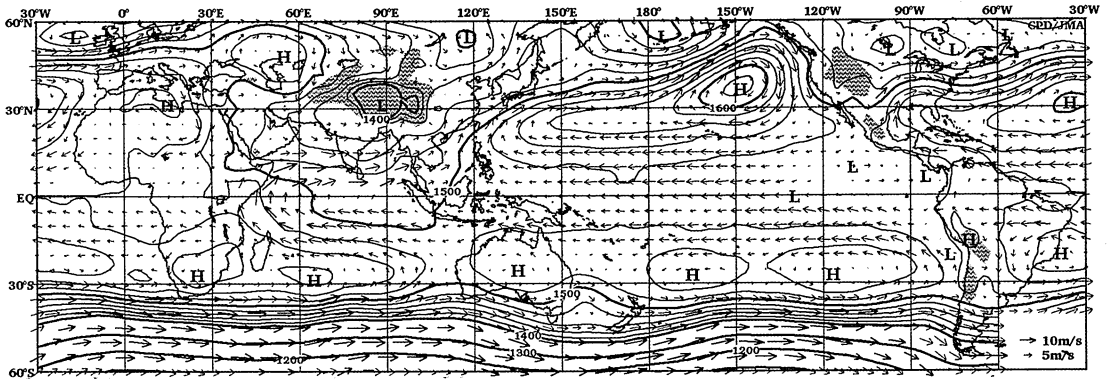 30°W 0° 30°E 60°E 90°E 120°E 150°E 180° 150°W 120°W 90°W 60°W 30°W
60°N
CPD/JMA
L L L L L L
H
H L H H
30°N
1400 1600
L S
L
1500 L
EQ
H
L H
H H H H H
30°S
1500
1400
1300
1200 1200
10m/s
5m/s
60°S